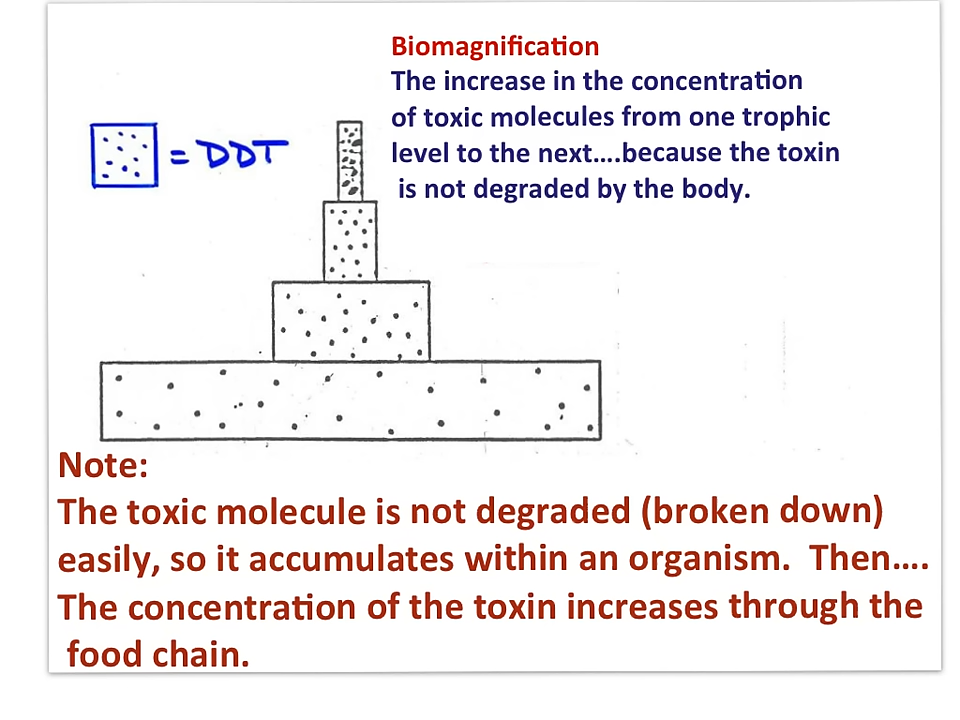 Biomagnification
The increase in the concentration
of toxic molecules from one trophic
level to the next....because the toxin
is not degraded by the body.
= DDT
Note:
The toxic molecule is not degraded (broken down)
easily, so it accumulates within an organism.  Then....
The concentration of the toxin increases through the
food chain.